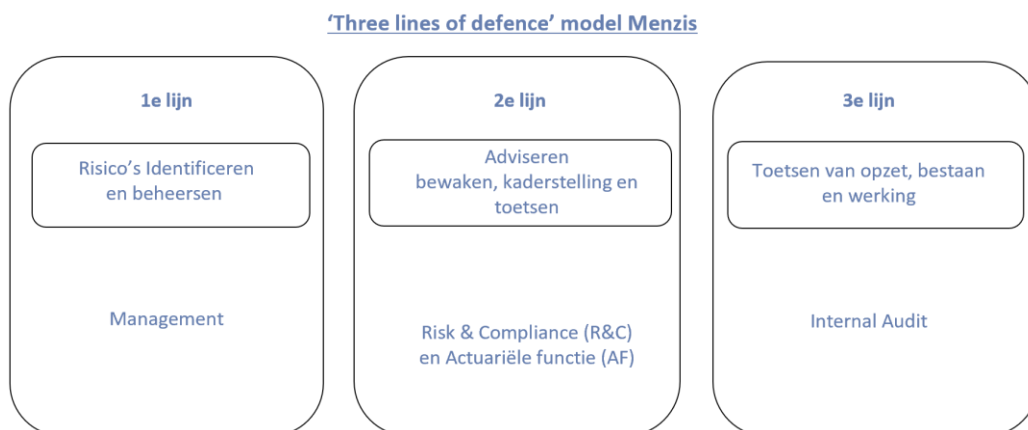 ‘Three lines of defence’ model Menzis
1e lijn
Risico’s Identificeren
en beheersen
Management
2e lijn
Adviseren
bewaken, kaderstelling en
toetsen
Risk & Compliance (R&C)
en Actuariële functie (AF)
3e lijn
Toetsen van opzet, bestaan
en werking
Internal Audit